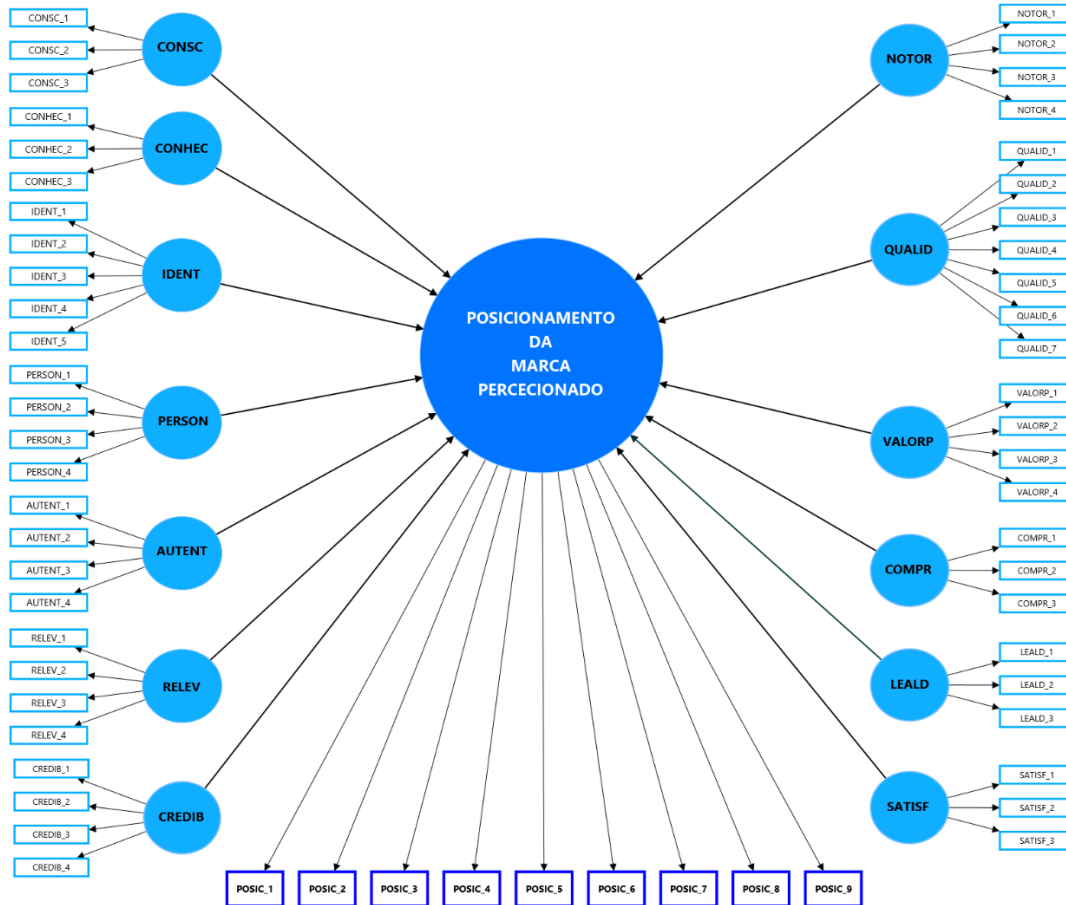 CONSC_1
CONSC_2
CONSC_3
CONSC
CONHEC_1
CONHEC_2
CONHEC_3
CONHEC
IDENT_1
IDENT_2
IDENT_3
IDENT_4
IDENT_5
IDENT
PERSON_1
PERSON_2
PERSON_3
PERSON_4
PERSON
AUTENT_1
AUTENT_2
AUTENT_3
AUTENT_4
AUTENT
RELEV_1
RELEV_2
RELEV_3
RELEV_4
RELEV
CREDIB_1
CREDIB_2
CREDIB_3
CREDIB_4
CREDIB
POSICIONAMENTO
DA
MARCA
PERCECIONADO
NOTOR
NOTOR_1
NOTOR_2
NOTOR_3
NOTOR_4
QUALID
QUALID_1
QUALID_2
QUALID_3
QUALID_4
QUALID_5
QUALID_6
QUALID_7
VALORP
VALORP_1
VALORP_2
VALORP_3
VALORP_4
COMPR
COMPR_1
COMPR_2
COMPR_3
LEALD
LEALD_1
LEALD_2
LEALD_3
SATISF
SATISF_1
SATISF_2
SATISF_3
POSIC_1
POSIC_2
POSIC_3
POSIC_4
POSIC_5
POSIC_6
POSIC_7
POSIC_8
POSIC_9